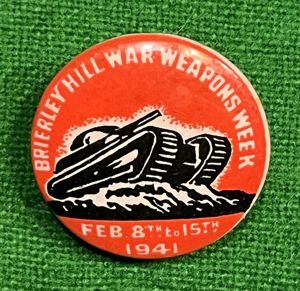 BRIERLEY HILL WAR WEAPONS WEEK
FEB 8TH to 15TH
1941